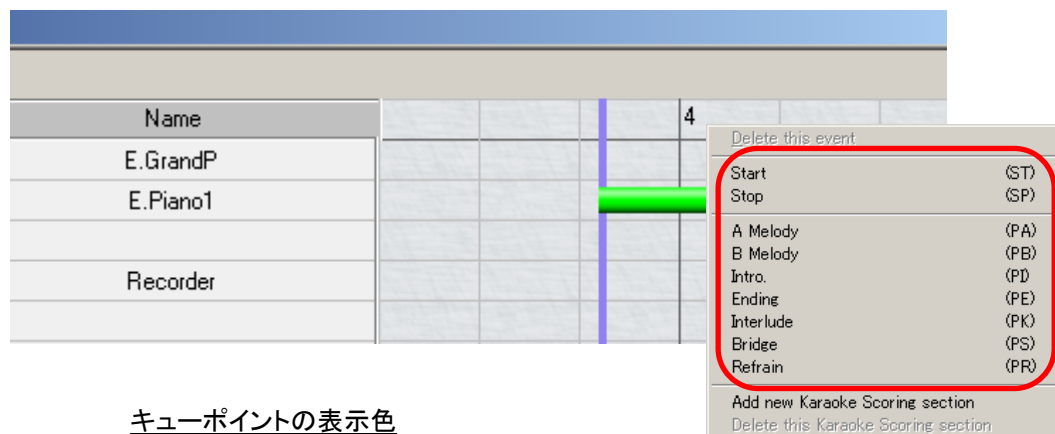 Name
4
E.GrandP
E.Piano1
Recorder
Delete this event
Start (ST)
Stop (SP)
A Melody (PA)
B Melody (PB)
Intro. (PI)
Ending (PE)
Interlude (PK)
Bridge (PS)
Refrain (PR)
Add new Karaoke Scoring section
Delete this Karaoke Scoring section
キューポイントの表示色